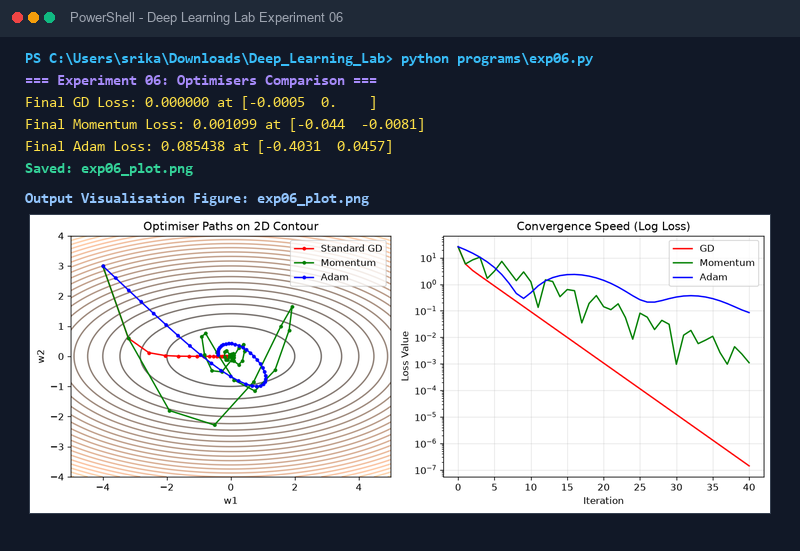 PowerShell - Deep Learning Lab Experiment 06
PS C:\Users\srika\Downloads\Deep_Learning_Lab> python programs\exp06.py
=== Experiment 06: Optimisers Comparison ===
Final GD Loss: 0.000000 at [-0.0005  0.    ]
Final Momentum Loss: 0.001099 at [-0.044  -0.0081]
Final Adam Loss: 0.085438 at [-0.4031  0.0457]
Saved: exp06_plot.png
Output Visualisation Figure: exp06_plot.png
Optimiser Paths on 2D Contour
Standard GD
Momentum
Adam
4
3
2
1
0
−1
−2
−3
−4
w2
−4 −2 0 2 4
w1
Convergence Speed (Log Loss)
GD
Momentum
Adam
10¹
10⁰
10⁻¹
10⁻²
10⁻³
10⁻⁴
10⁻⁵
10⁻⁶
10⁻⁷
Loss Value
0 5 10 15 20 25 30 35 40
Iteration